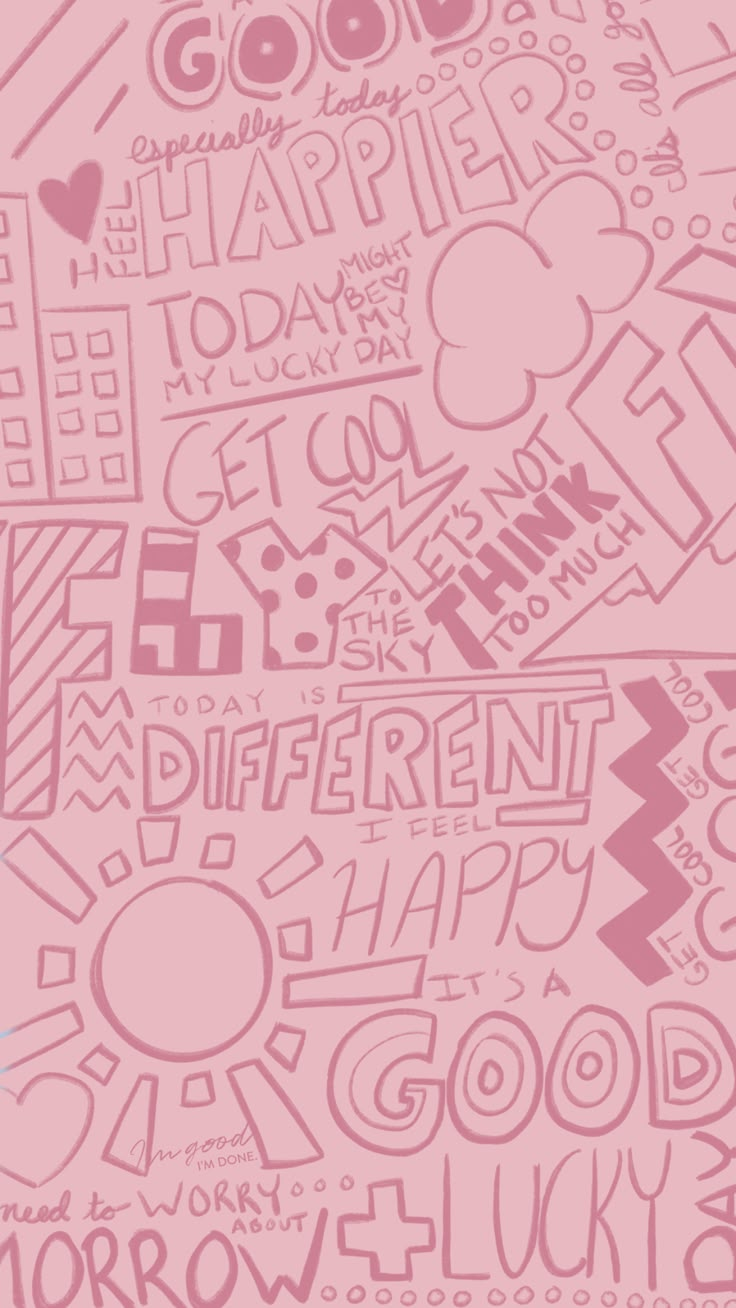 GOOD
especially today
it's all go
I FEEL
HAPPIER
TODAY MIGHT
BE
MY
MY LUCKY DAY
GET COOL
LET'S NOT
THINK
TOO MUCH
FLY TO
THE
SKY
TODAY IS
DIFFERENT
I FEEL
HAPPY
GET COOL GET COOL
IT'S A
GOOD
DAY
I'm good
I'M DONE.
need to WORRY
ABOUT
MORROW
LUCKY